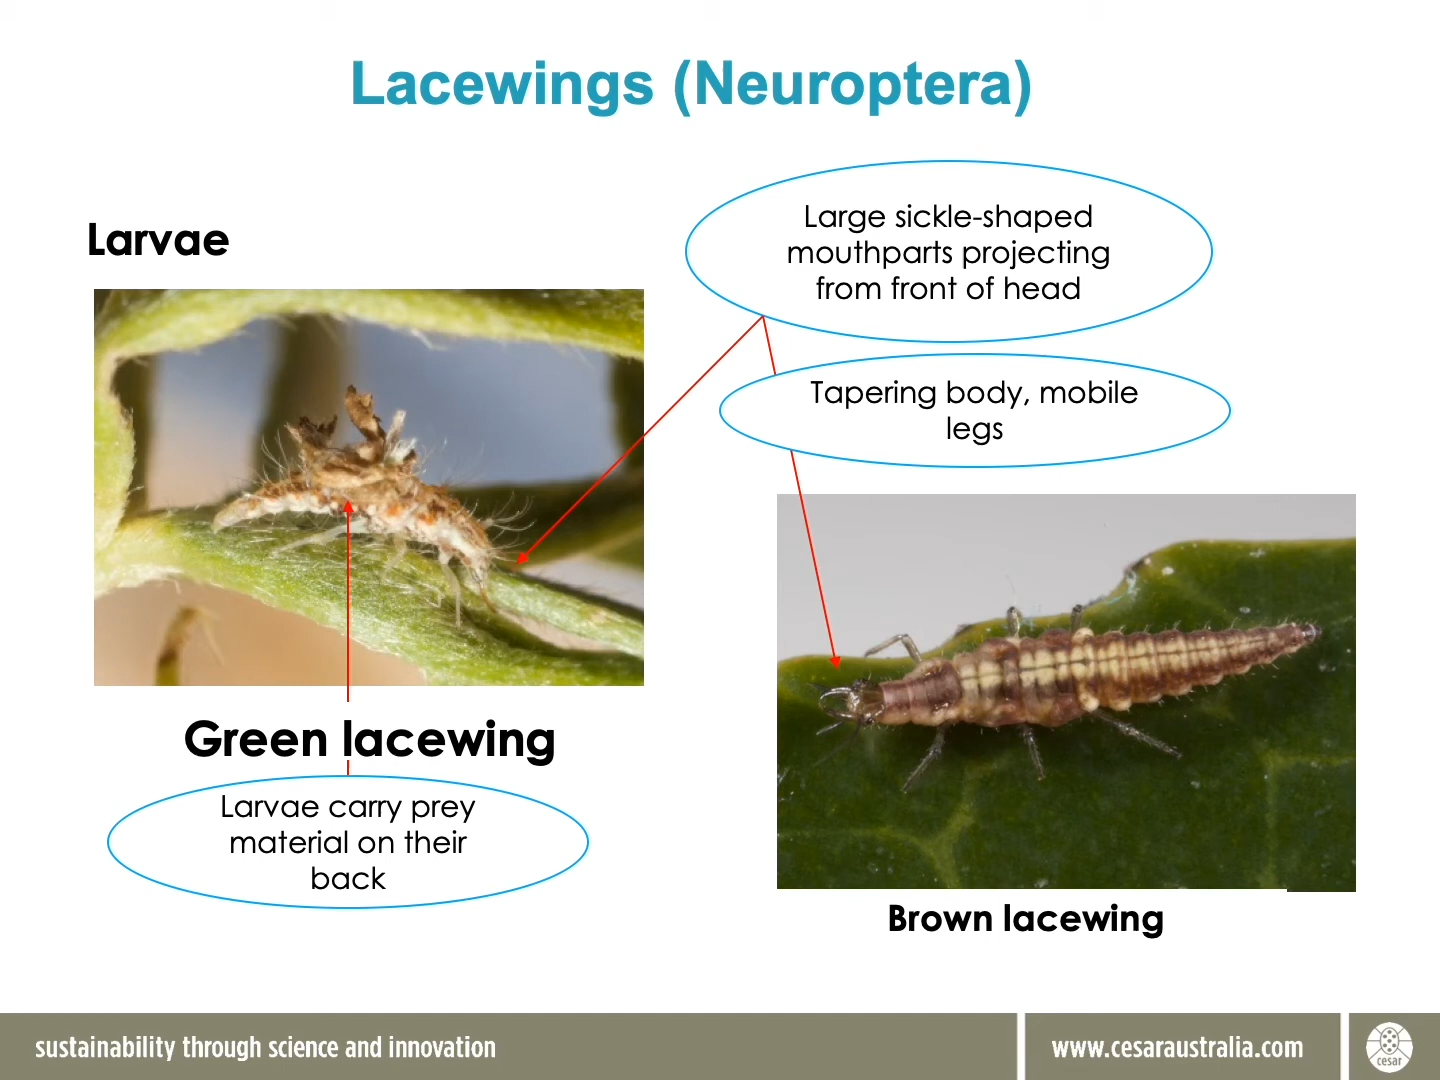 Lacewings (Neuroptera)
Larvae
Large sickle-shaped
mouthparts projecting
from front of head
Tapering body, mobile
legs
Green lacewing
Larvae carry prey
material on their
back
Brown lacewing
sustainability through science and innovation
www.cesaraustralia.com
cesar